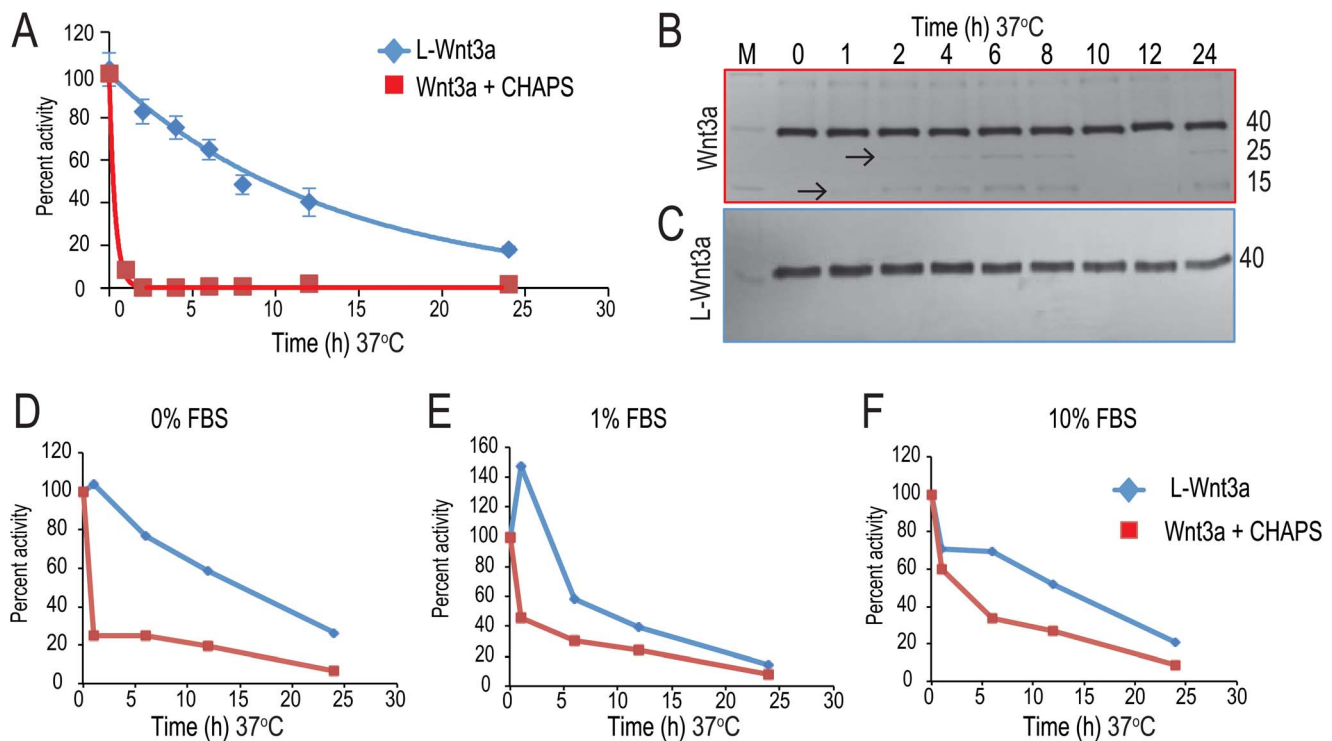 A
L-Wnt3a
Wnt3a + CHAPS
Percent activity
120
100
80
60
40
20
0
0 5 10 15 20 25 30
Time (h) 37°C
B
Time (h) 37°C
M 0 1 2 4 6 8 10 12 24
Wnt3a
40
25
15
C
L-Wnt3a
40
D
0% FBS
Percent activity
120
100
80
60
40
20
0
0 5 10 15 20 25 30
Time (h) 37°C
E
1% FBS
Percent activity
160
140
120
100
80
60
40
20
0
0 5 10 15 20 25 30
Time (h) 37°C
F
10% FBS
L-Wnt3a
Wnt3a + CHAPS
Percent activity
120
100
80
60
40
20
0
0 5 10 15 20 25 30
Time (h) 37°C